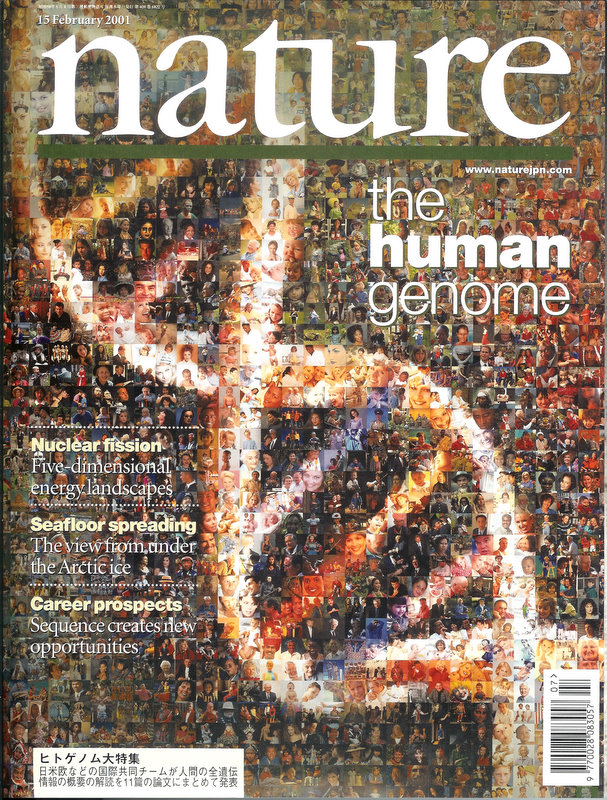 15 February 2001
nature
www.naturejpn.com
the
human
genome
Nuclear fission
Five-dimensional
energy landscapes
Seafloor spreading
The view from under
the Arctic ice
Career prospects
Sequence creates new
opportunities
ヒトゲノム大特集
日米欧などの国際共同チームが人間の全遺伝
情報の概要の解読を11篇の論文にまとめて発表
07>
9 770028 083057